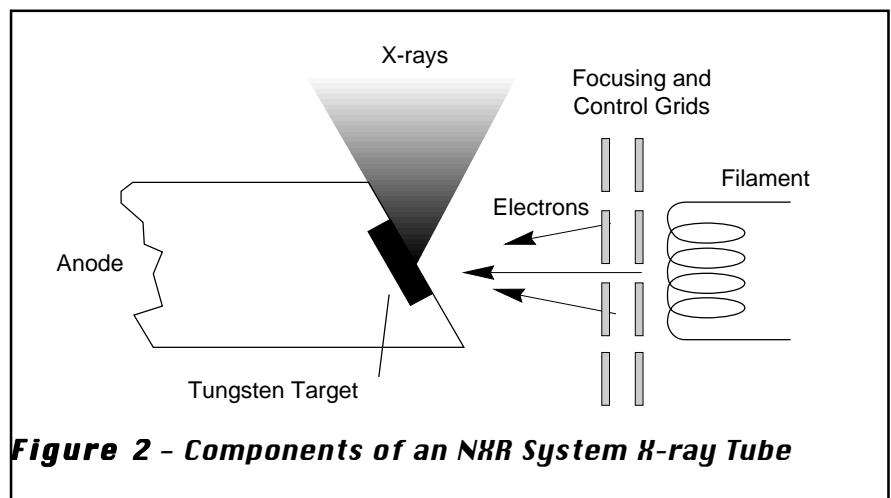 X-rays
Focusing and
Control Grids
Filament
Electrons
Anode
Tungsten Target
Figure 2 - Components of an NXR System X-ray Tube